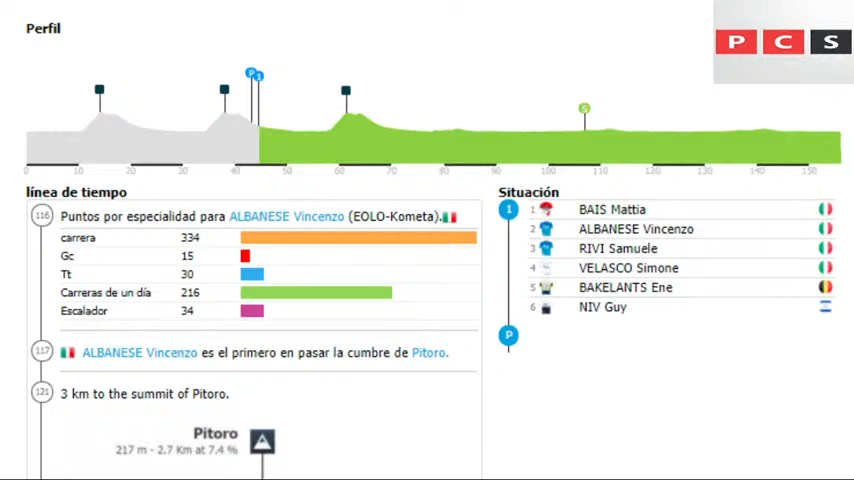 Perfil
P C S
P 1
S
0 10 20 30 40 50 60 70 80 90 100 110 120 130 140 150
línea de tiempo
116 Puntos por especialidad para ALBANESE Vincenzo (EOLO-Kometa).
carrera 334
Gc 15
Tt 30
Carreras de un día 216
Escalador 34
117 ALBANESE Vincenzo es el primero en pasar la cumbre de Pitoro.
121 3 km to the summit of Pitoro.
Pitoro
217 m - 2.7 Km at 7.4 %
Situación
1
1 BAIS Mattia
2 ALBANESE Vincenzo
3 RIVI Samuele
4 VELASCO Simone
5 BAKELANTS Ene
6 NIV Guy
P